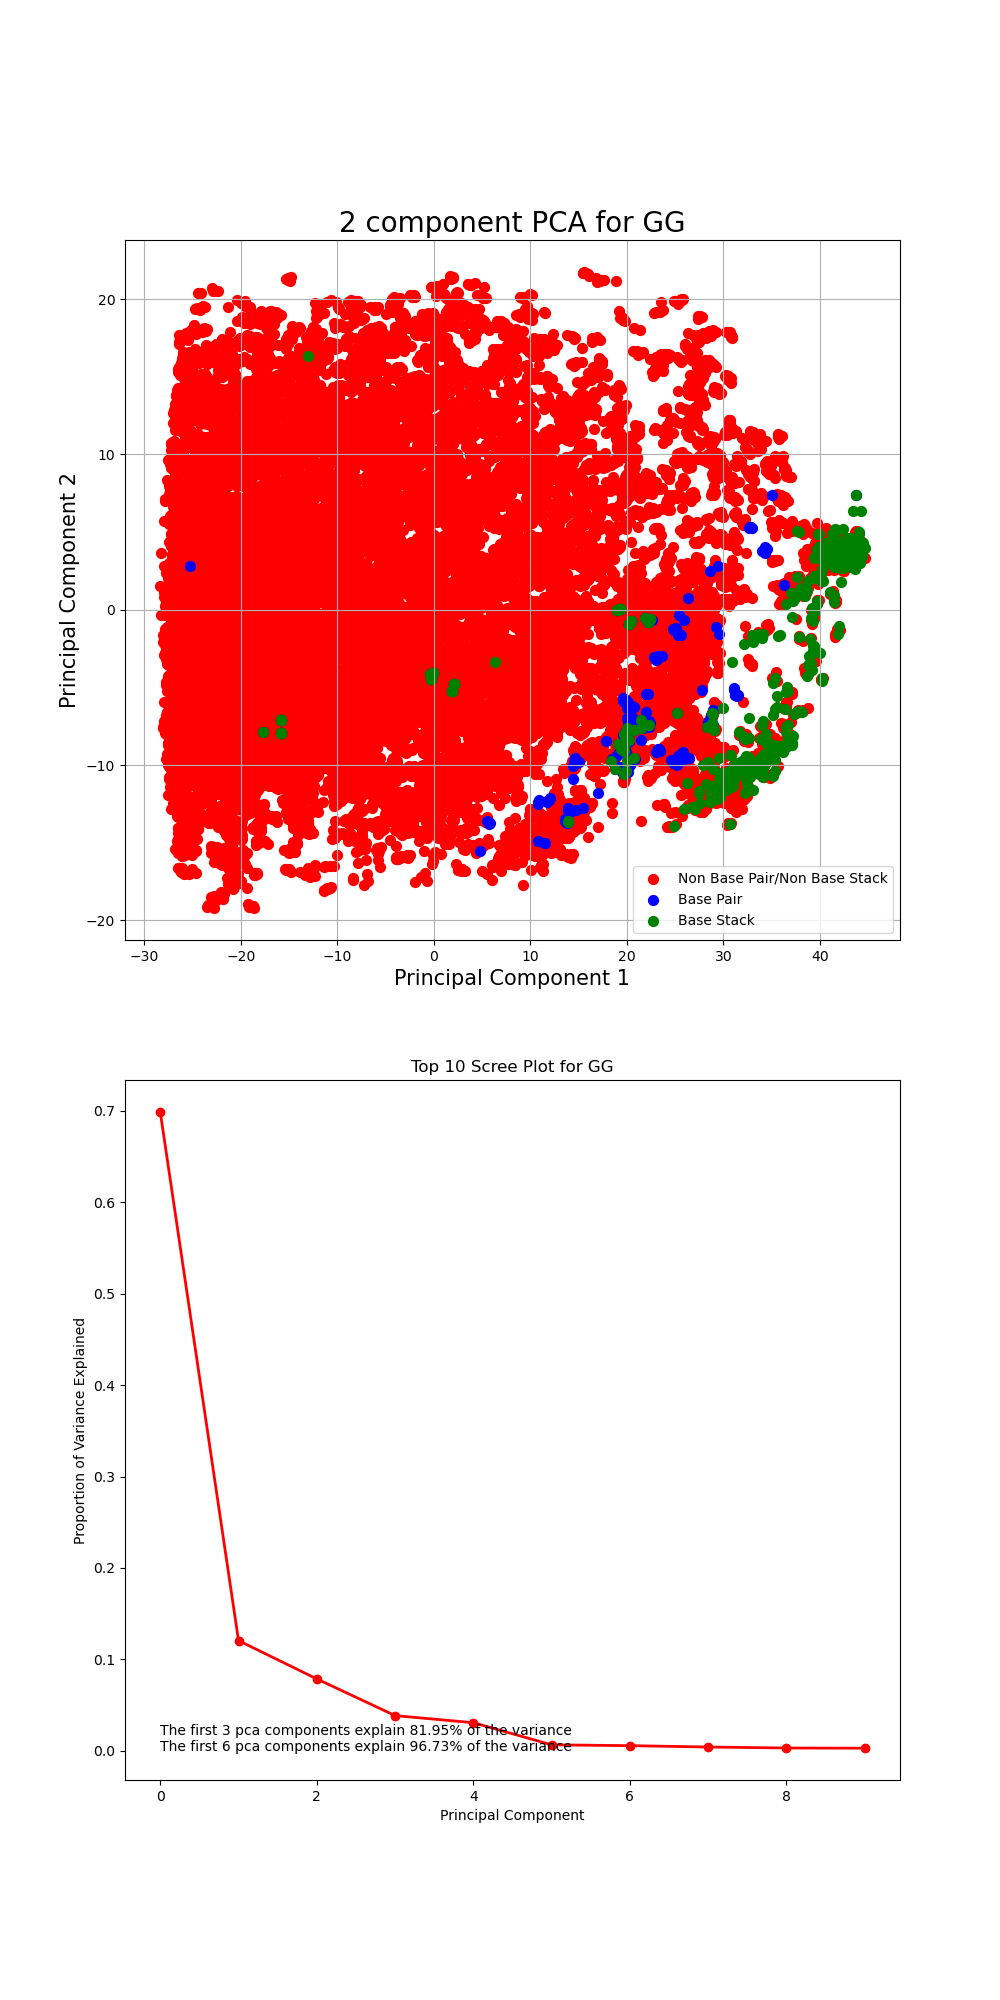 2 component PCA for GG
Principal Component 2
20
10
0
−10
−20
Non Base Pair/Non Base Stack
Base Pair
Base Stack
−30 −20 −10 0 10 20 30 40
Principal Component 1
Top 10 Scree Plot for GG
Proportion of Variance Explained
0.7
0.6
0.5
0.4
0.3
0.2
0.1
0.0
The first 3 pca components explain 81.95% of the variance
The first 6 pca components explain 96.73% of the variance
0 2 4 6 8
Principal Component